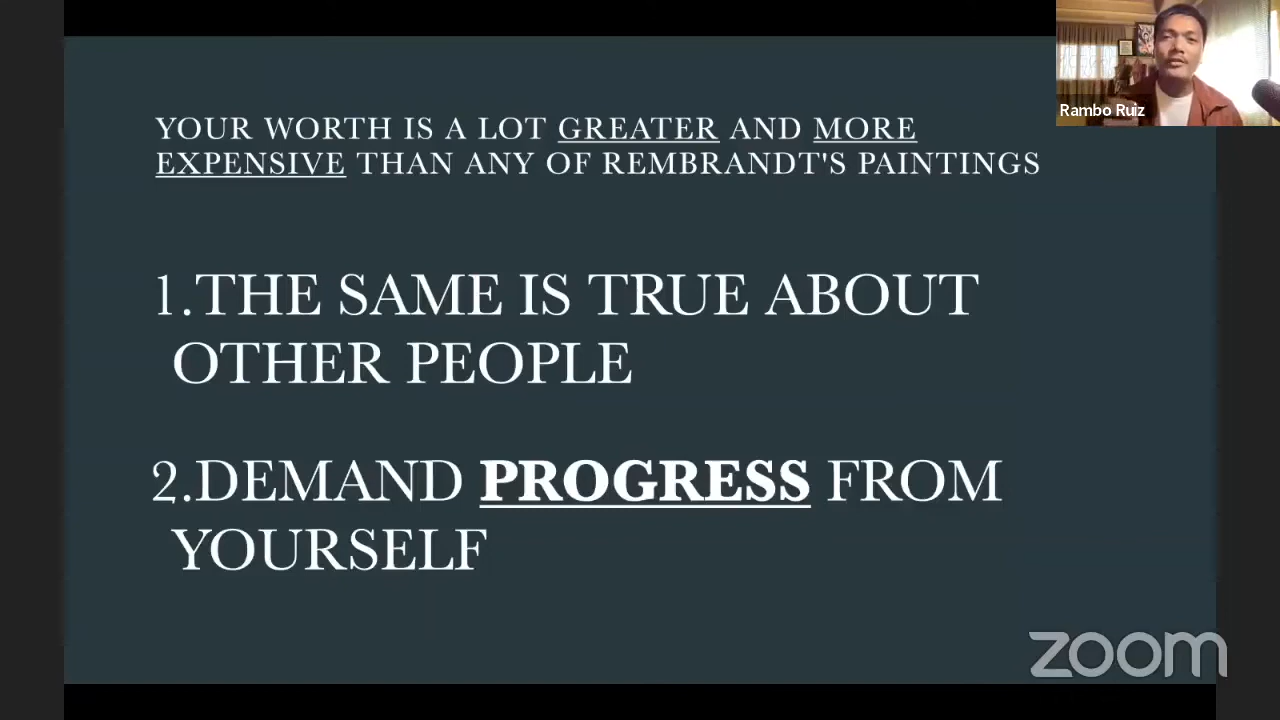 YOUR WORTH IS A LOT GREATER AND MORE
EXPENSIVE THAN ANY OF REMBRANDT'S PAINTINGS
Rambo Ruiz
1.THE SAME IS TRUE ABOUT
OTHER PEOPLE
2.DEMAND PROGRESS FROM
YOURSELF
zoom